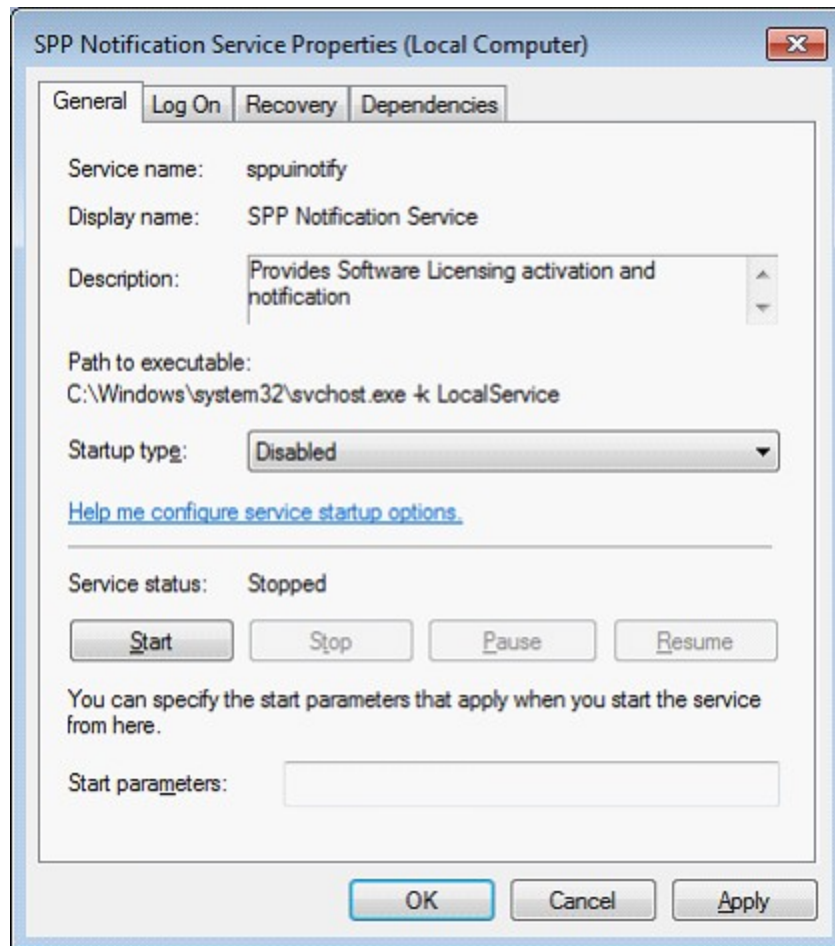 SPP Notification Service Properties (Local Computer)
General Log On Recovery Dependencies
Service name: sppuinotify
Display name: SPP Notification Service
Description: Provides Software Licensing activation and
notification
Path to executable:
C:\Windows\system32\svchost.exe -k LocalService
Startup type: Disabled
Help me configure service startup options.
Service status: Stopped
Start Stop Pause Resume
You can specify the start parameters that apply when you start the service
from here.
Start parameters:
OK Cancel Apply